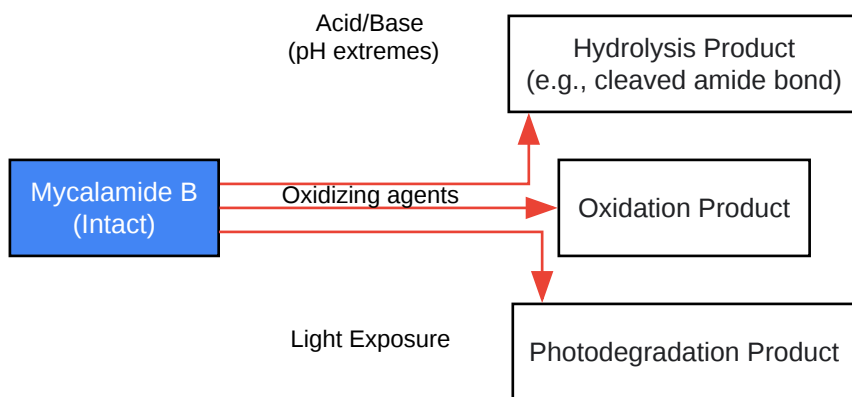 Acid/Base
(pH extremes)
Hydrolysis Product
(e.g., cleaved amide bond)
Mycalamide B
(Intact)
Oxidizing agents
Oxidation Product
Light Exposure
Photodegradation Product